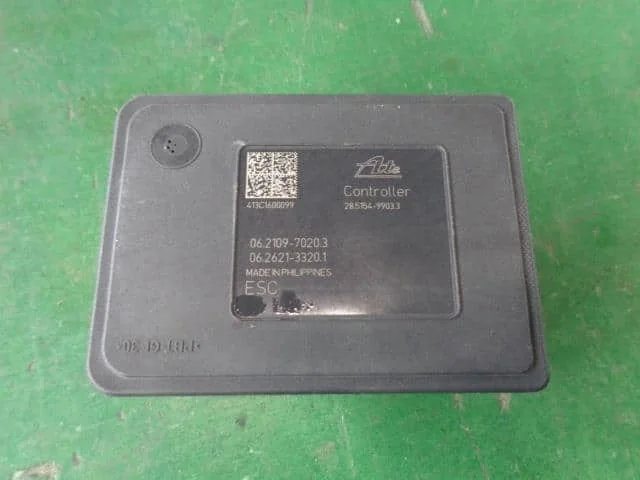 Ate
Controller
413C1600099
28.5154-9903.3
06.2109-7020.3
06.2621-3320.1
MADE IN PHILIPPINES
ESC